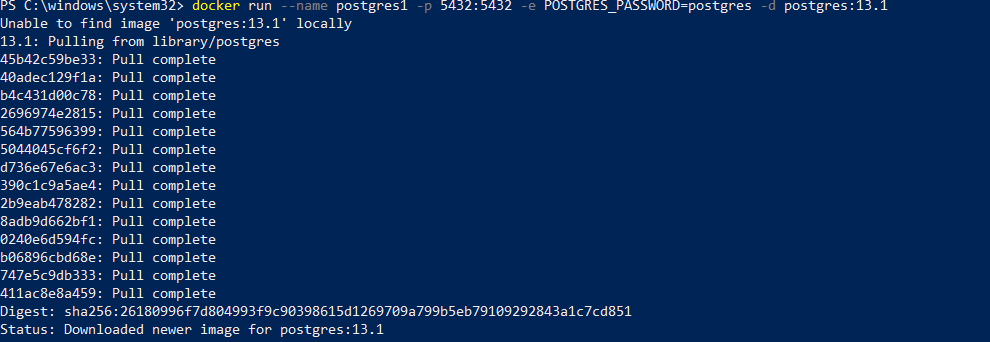 PS C:\windows\system32> docker run --name postgres1 -p 5432:5432 -e POSTGRES_PASSWORD=postgres -d postgres:13.1
Unable to find image 'postgres:13.1' locally
13.1: Pulling from library/postgres
45b42c59be33: Pull complete
40adec129f1a: Pull complete
b4c431d00c78: Pull complete
2696974e2815: Pull complete
564b77596399: Pull complete
5044045cf6f2: Pull complete
d736e67e6ac3: Pull complete
390c1c9a5ae4: Pull complete
2b9eab478282: Pull complete
8adb9d662bf1: Pull complete
0240e6d594fc: Pull complete
b06896cbd68e: Pull complete
747e5c9db333: Pull complete
411ac8e8a459: Pull complete
Digest: sha256:26180996f7d804993f9c90398615d1269709a799b5eb79109292843a1c7cd851
Status: Downloaded newer image for postgres:13.1